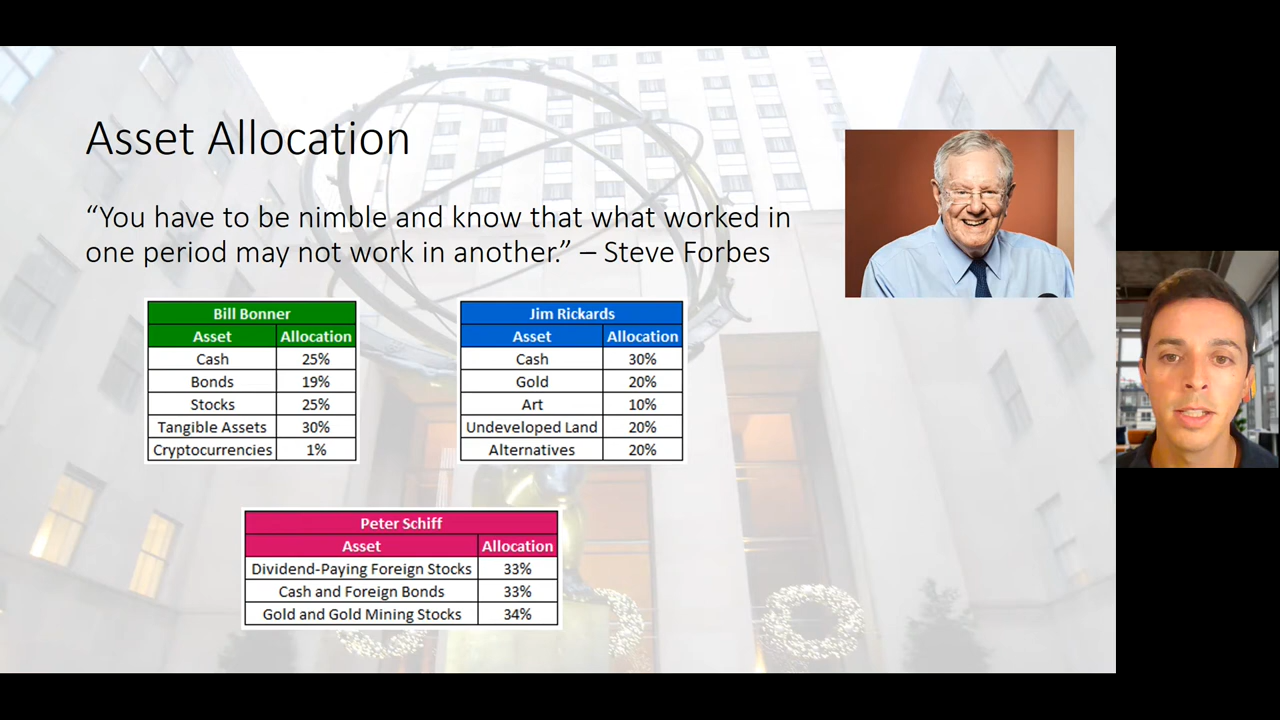 Asset Allocation
“You have to be nimble and know that what worked in
one period may not work in another.” – Steve Forbes
Bill Bonner
Asset Allocation
Cash 25%
Bonds 19%
Stocks 25%
Tangible Assets 30%
Cryptocurrencies 1%
Jim Rickards
Asset Allocation
Cash 30%
Gold 20%
Art 10%
Undeveloped Land 20%
Alternatives 20%
Peter Schiff
Asset Allocation
Dividend-Paying Foreign Stocks 33%
Cash and Foreign Bonds 33%
Gold and Gold Mining Stocks 34%